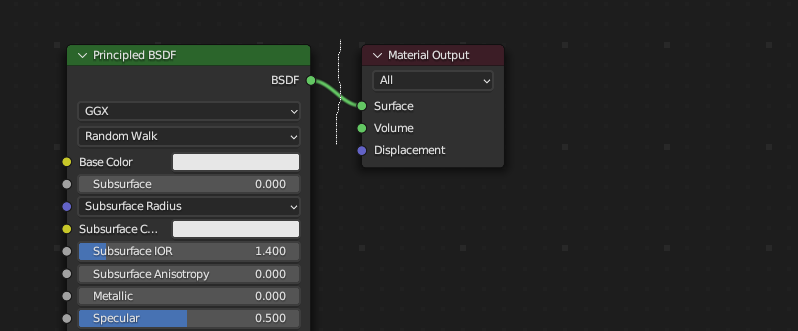 Principled BSDF
BSDF
GGX
Random Walk
Base Color
Subsurface 0.000
Subsurface Radius
Subsurface C...
Subsurface IOR 1.400
Subsurface Anisotropy 0.000
Metallic 0.000
Specular 0.500
Material Output
All
Surface
Volume
Displacement